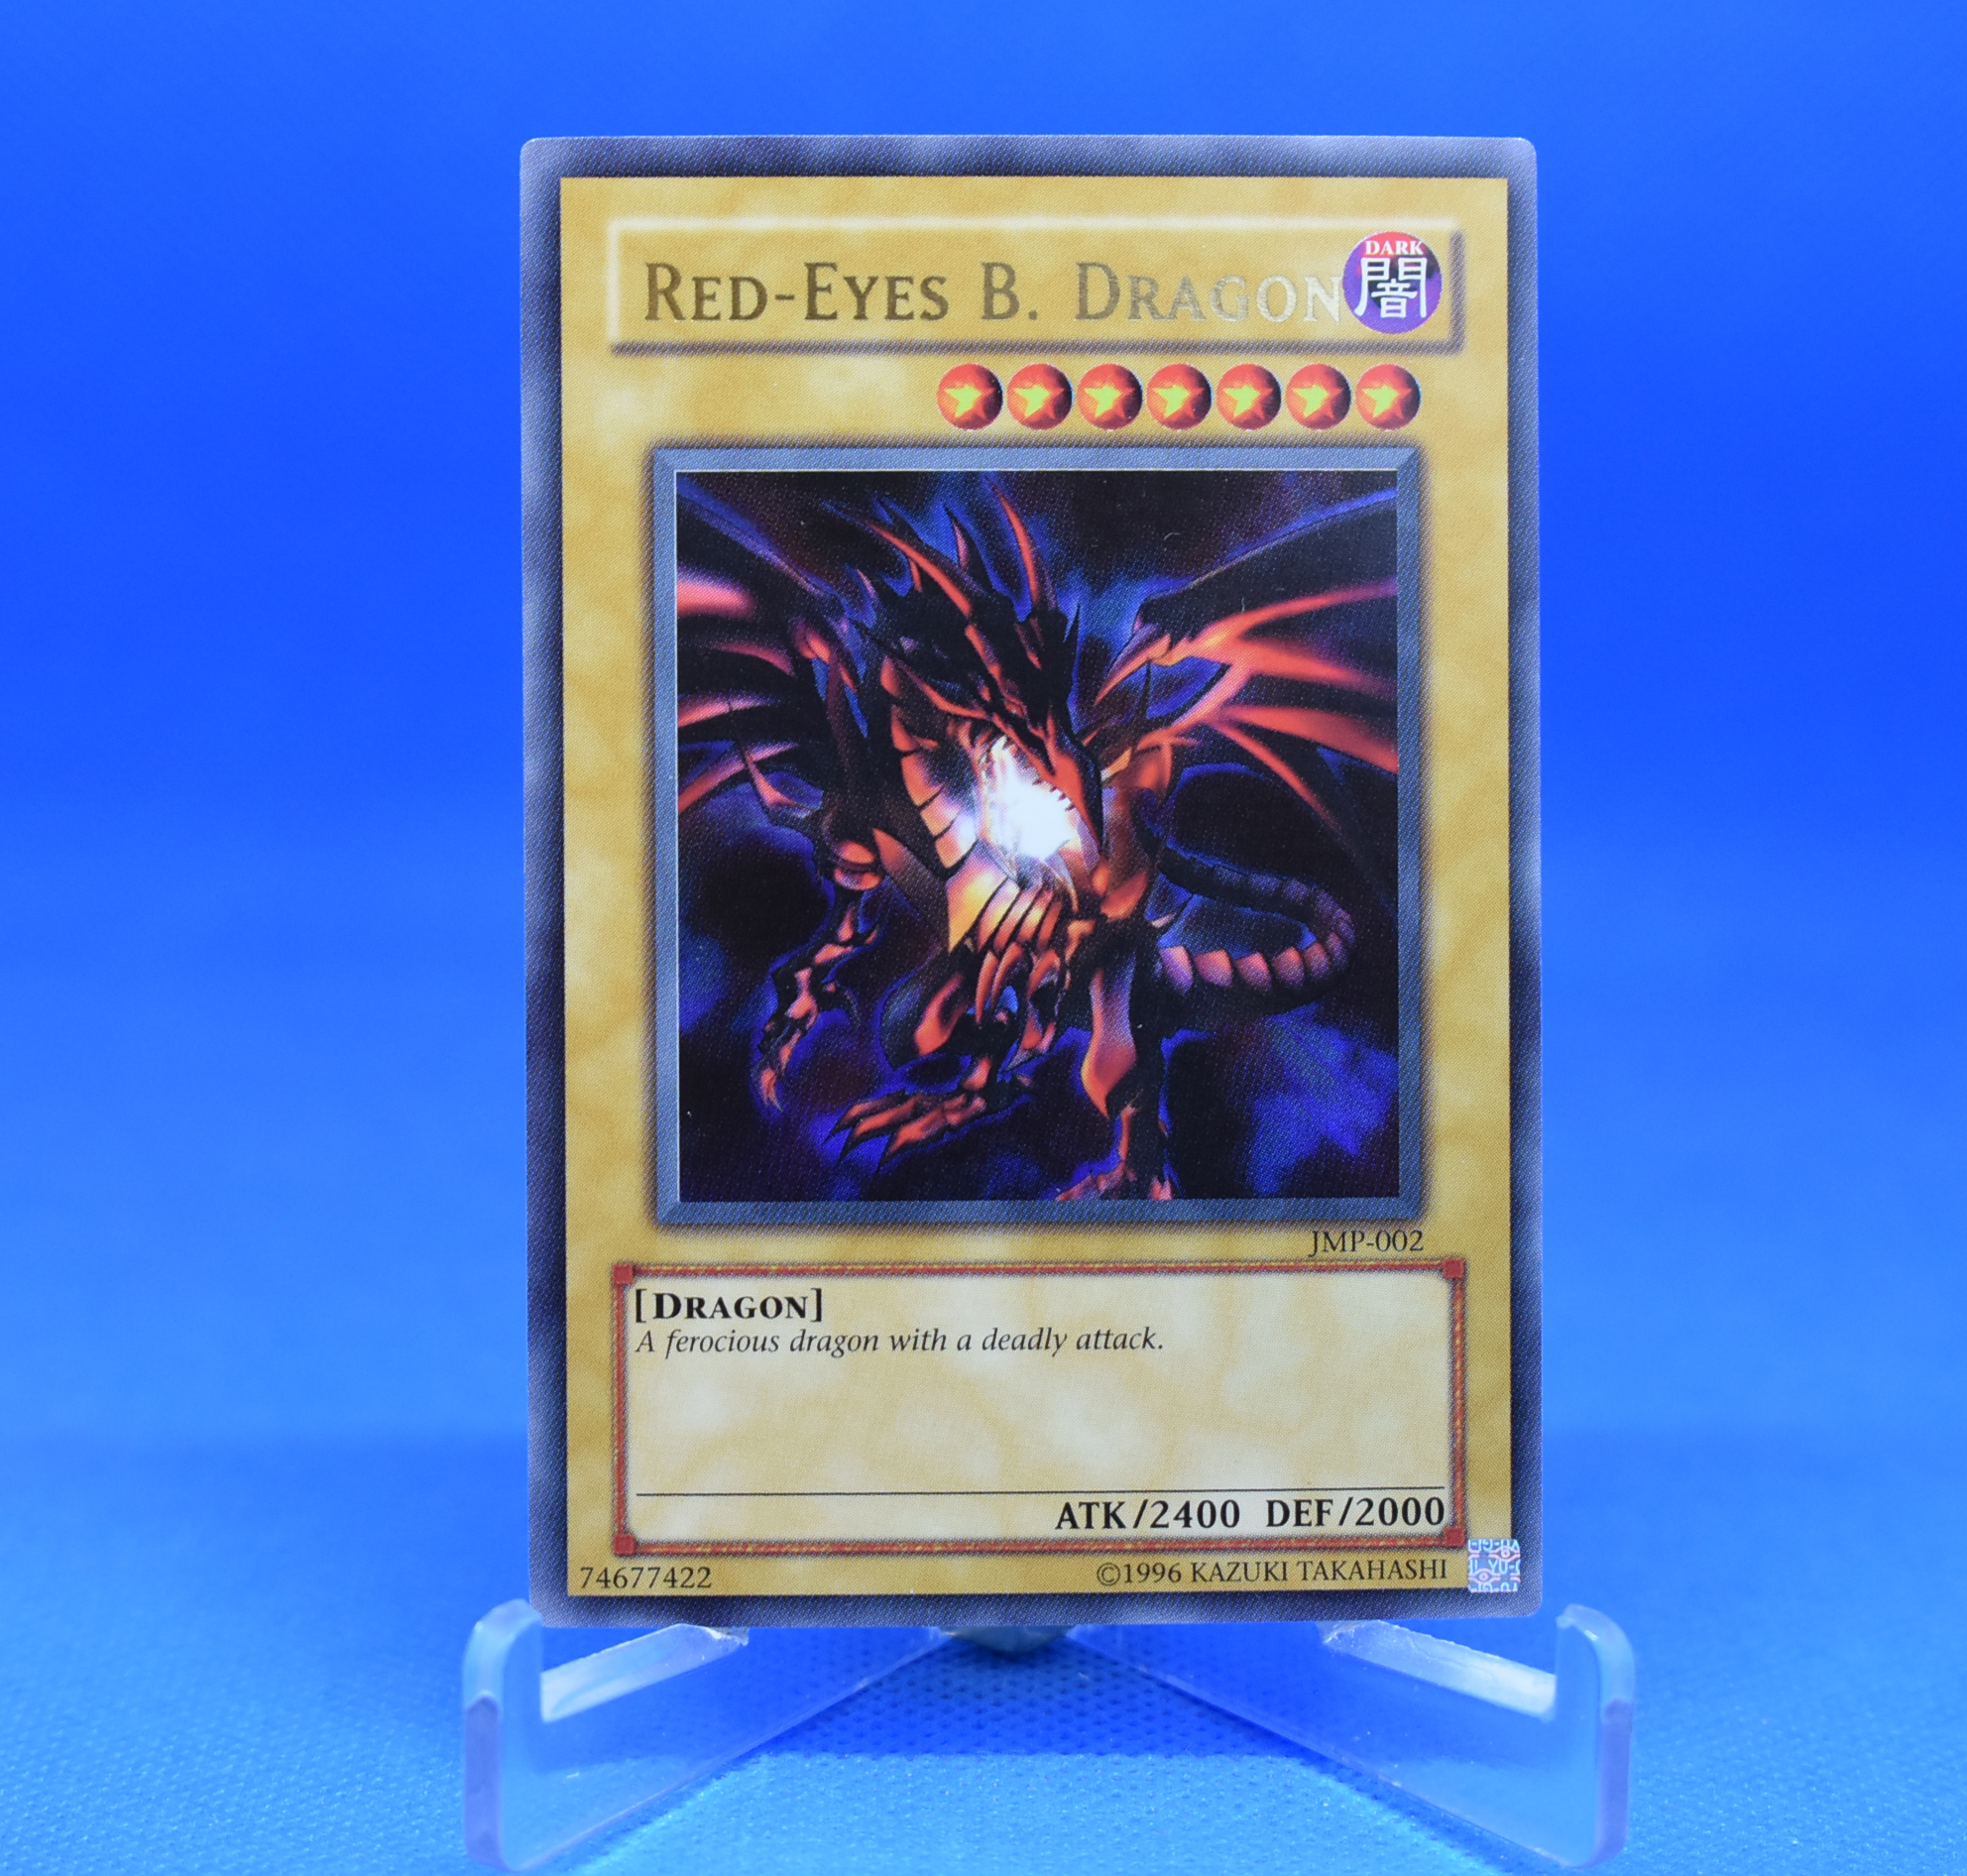 RED-EYES B. DRAGON
DARK
闇
JMP-002
[DRAGON]
A ferocious dragon with a deadly attack.
ATK/2400 DEF/2000
74677422 ©1996 KAZUKI TAKAHASHI